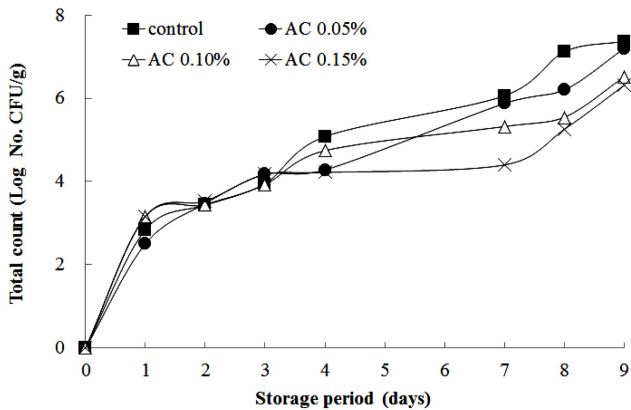 8
6
4
2
0
control
AC 0.05%
AC 0.10%
AC 0.15%
Total count (Log No. CFU/g)
0 1 2 3 4 5 6 7 8 9
Storage period (days)